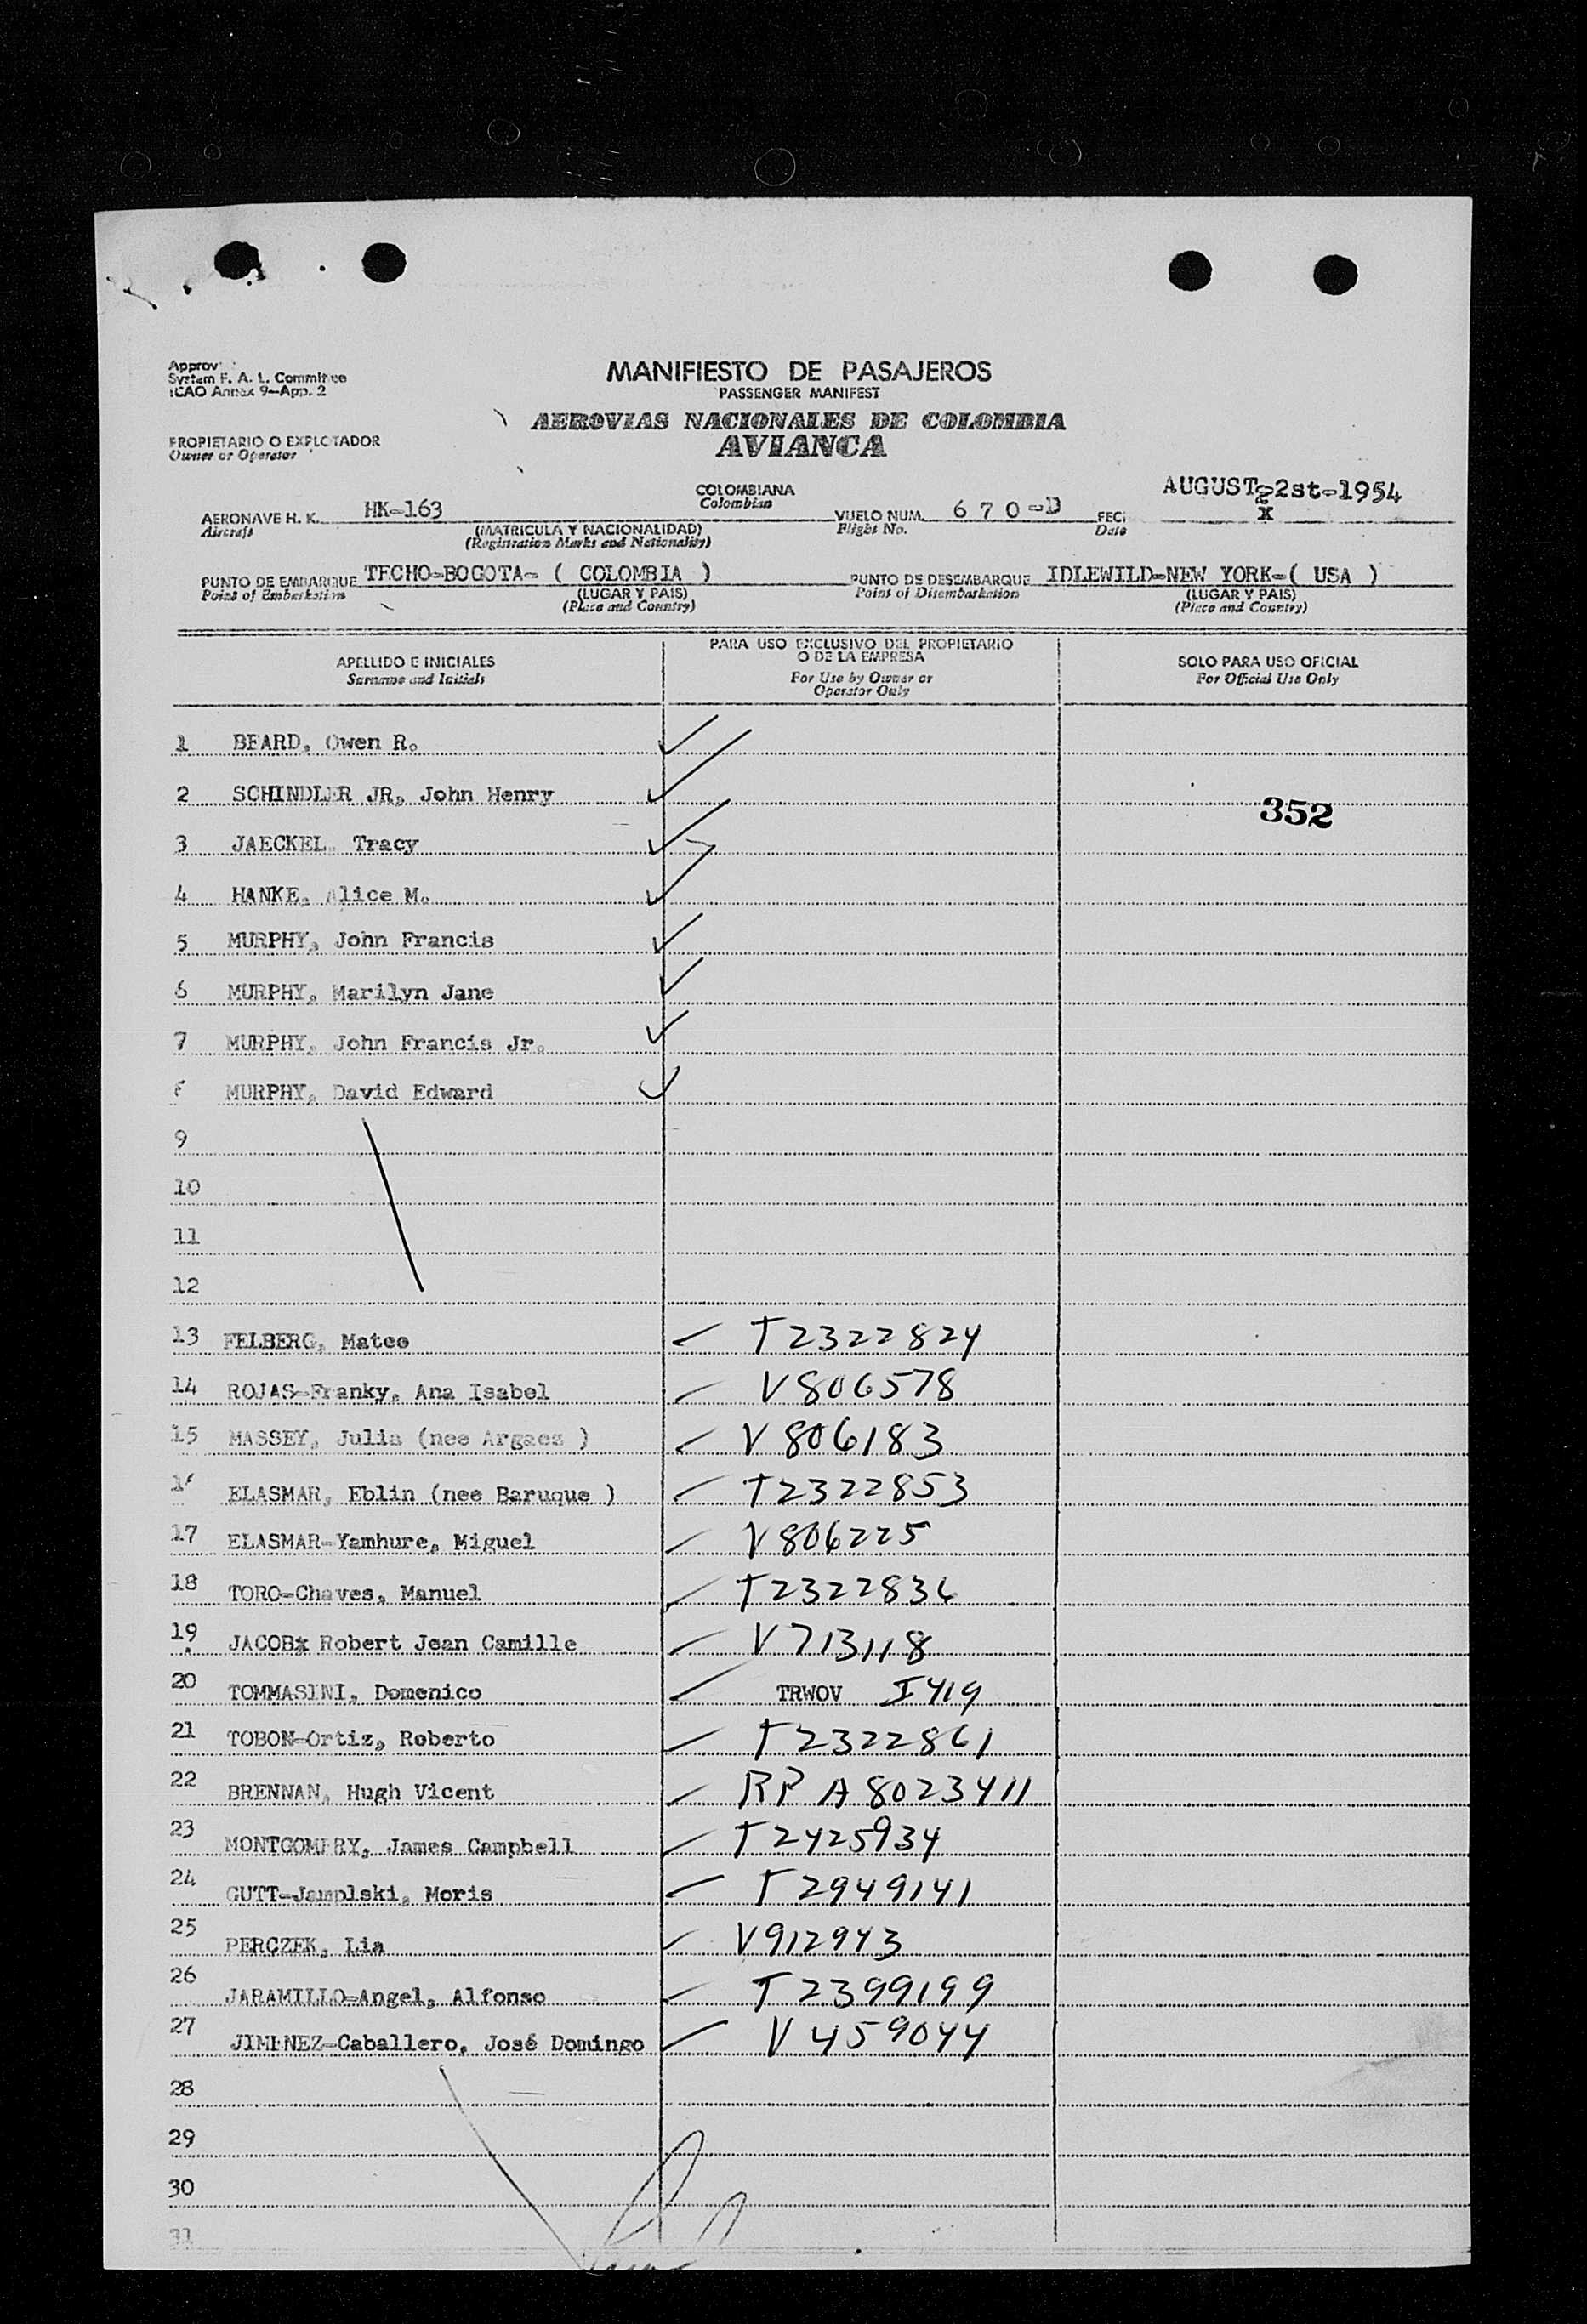 Approv
System F. A. L. Committee
ICAO Annex 9—App. 2
MANIFIESTO DE PASAJEROS
PASSENGER MANIFEST
AEROVIAS NACIONALES DE COLOMBIA
AVIANCA
PROPIETARIO O EXPLOTADOR
Owner or Operator
COLOMBIANA
Colombian
AUGUST-22st-1954
X
AERONAVE H. K. HK-163
Aircraft
(MATRICULA Y NACIONALIDAD)
(Registration Marks and Nationality)
VUELO NUM. 670-D
Flight No.
FEC:
Date
PUNTO DE EMBARQUE TECHO-BOGOTA- ( COLOMBIA )
Point of Embarkation
(LUGAR Y PAIS)
(Place and Country)
PUNTO DE DESEMBARQUE IDLEWILD-NEW YORK-( USA )
Point of Disembarkation
(LUGAR Y PAIS)
(Place and Country)
APELLIDO E INICIALES
Surname and Initials
PARA USO EXCLUSIVO DEL PROPIETARIO
O DE LA EMPRESA
For Use by Owner or
Operator Only
SOLO PARA USO OFICIAL
For Official Use Only
1 BEARD, Owen R.
2 SCHINDLER JR, John Henry
352
3 JAECKEL, Tracy
4 HANKE, Alice M.
5 MURPHY, John Francis
6 MURPHY, Marilyn Jane
7 MURPHY, John Francis Jr.
8 MURPHY, David Edward
9
10
11
12
13 FELBERG, Mateo T2322824
14 ROJAS-Franky, Ana Isabel V806578
15 MASSEY, Julia (nee Argaez ) V806183
16 ELASMAR, Eblin (nee Baruque ) T2322853
17 ELASMAR-Yamhure, Miguel V806225
18 TORO-Chaves, Manuel T2322836
19 JACOBX Robert Jean Camille V713118
20 TOMMASINI, Domenico TRWOV I419
21 TOBON-Ortiz, Roberto T2322861
22 BRENNAN, Hugh Vicent RP A8023411
23 MONTGOMERY, James Campbell T2425934
24 GUTT-Jamplski, Moris T2949141
25 PERCZEK, Lia V912943
26 JARAMILLO-Angel, Alfonso T2399199
27 JIMENEZ-Caballero, José Domingo V459044
28
29
30
31